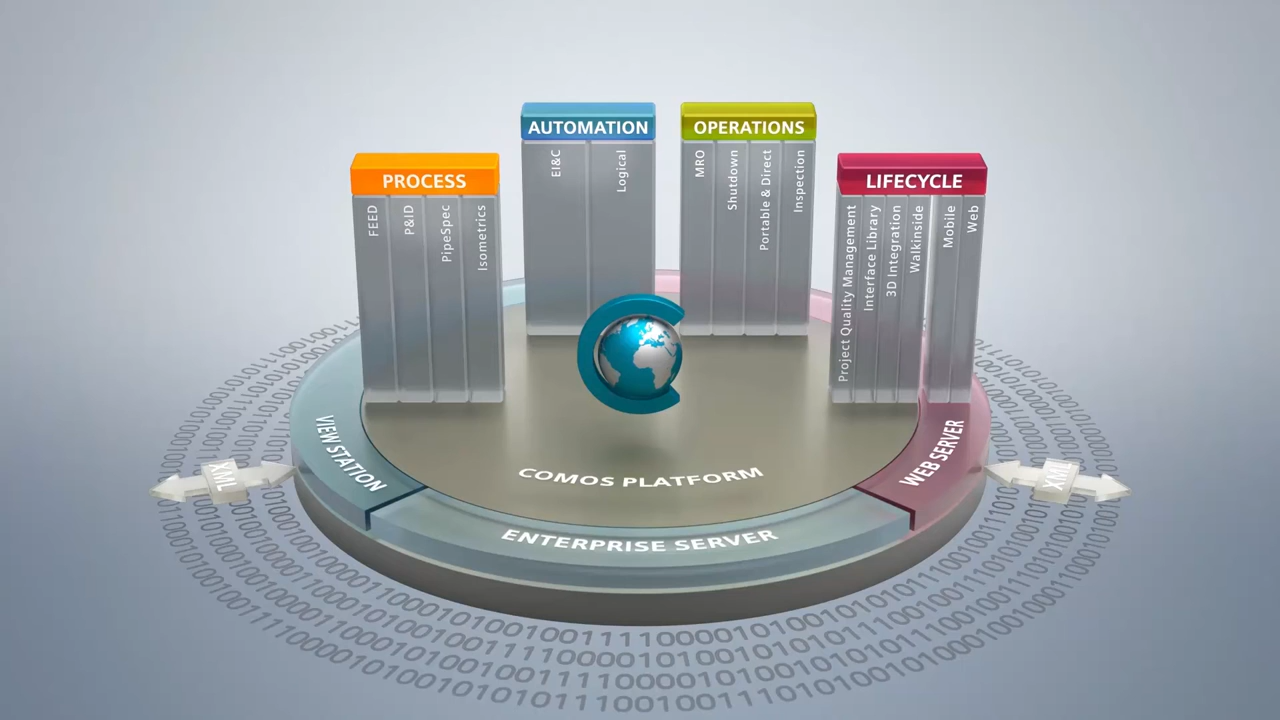 AUTOMATION
OPERATIONS
PROCESS
LIFECYCLE
EI&C
Logical
MRO
Shutdown
Portable & Direct
Inspection
FEED
P&ID
PipeSpec
Isometrics
Project Quality Management
Interface Library
3D Integration
Walkinside
Mobile
Web
VIEW STATION
COMOS PLATFORM
WEB SERVER
XML
XML
ENTERPRISE SERVER